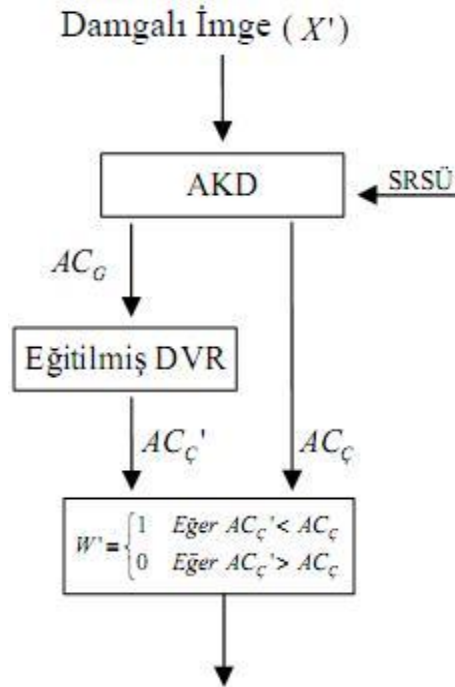 Damgalı İmge ( X' )
AKD
SRSÜ
AC_G
Eğitilmiş DVR
AC_Ç'
AC_Ç
W' = { 1 Eğer AC_Ç' < AC_Ç
0 Eğer AC_Ç' > AC_Ç